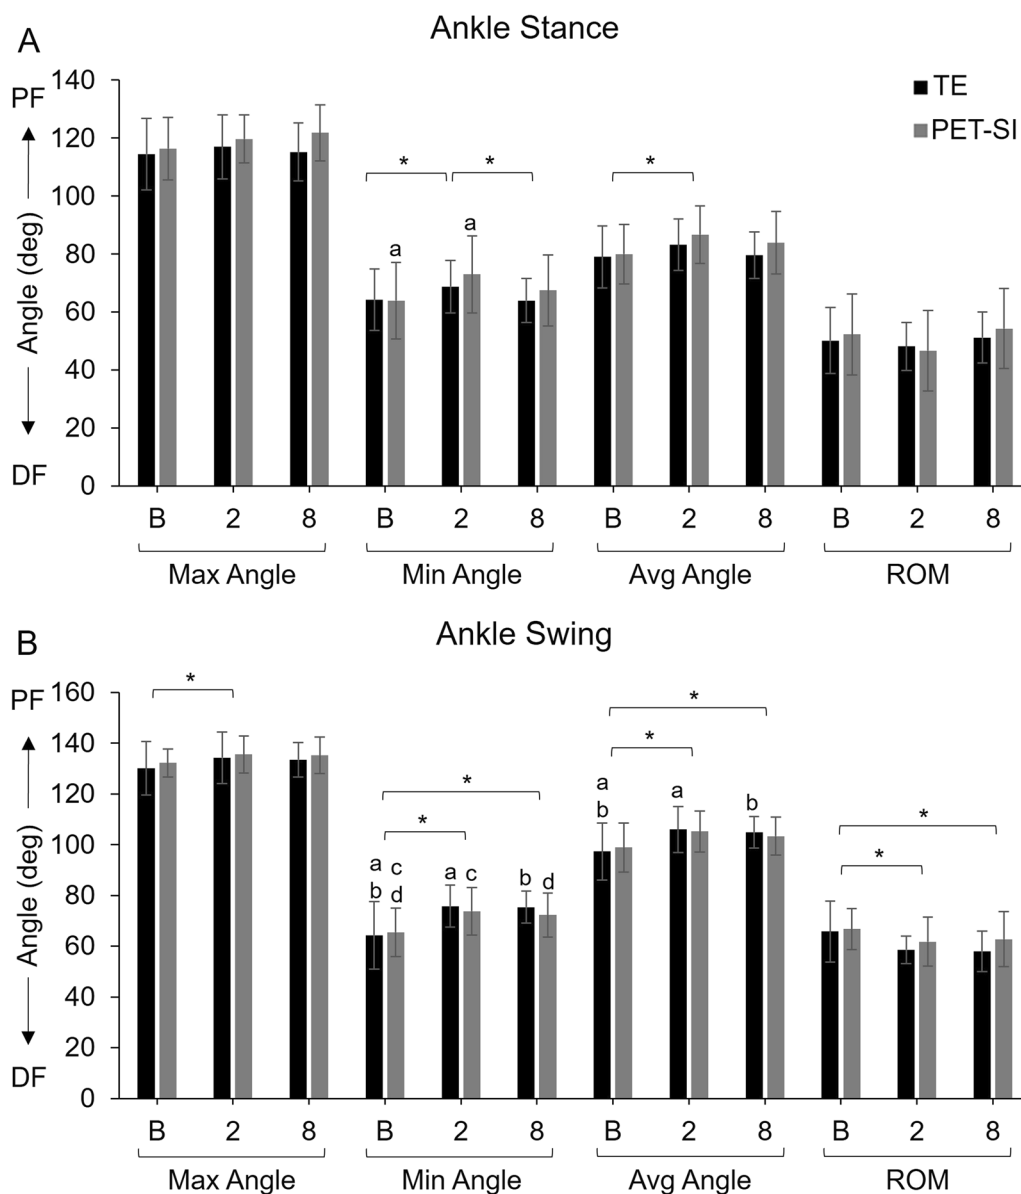 A
Ankle Stance
PF
Angle (deg)
DF
140
120
100
80
60
40
20
0
TE
PET-SI
* * *
a a
B 2 8 B 2 8 B 2 8 B 2 8
Max Angle Min Angle Avg Angle ROM
B
Ankle Swing
PF
Angle (deg)
DF
160
140
120
100
80
60
40
20
0
*
*
*
*
*
*
*
a a b
b
a c a c b d
b d
B 2 8 B 2 8 B 2 8 B 2 8
Max Angle Min Angle Avg Angle ROM